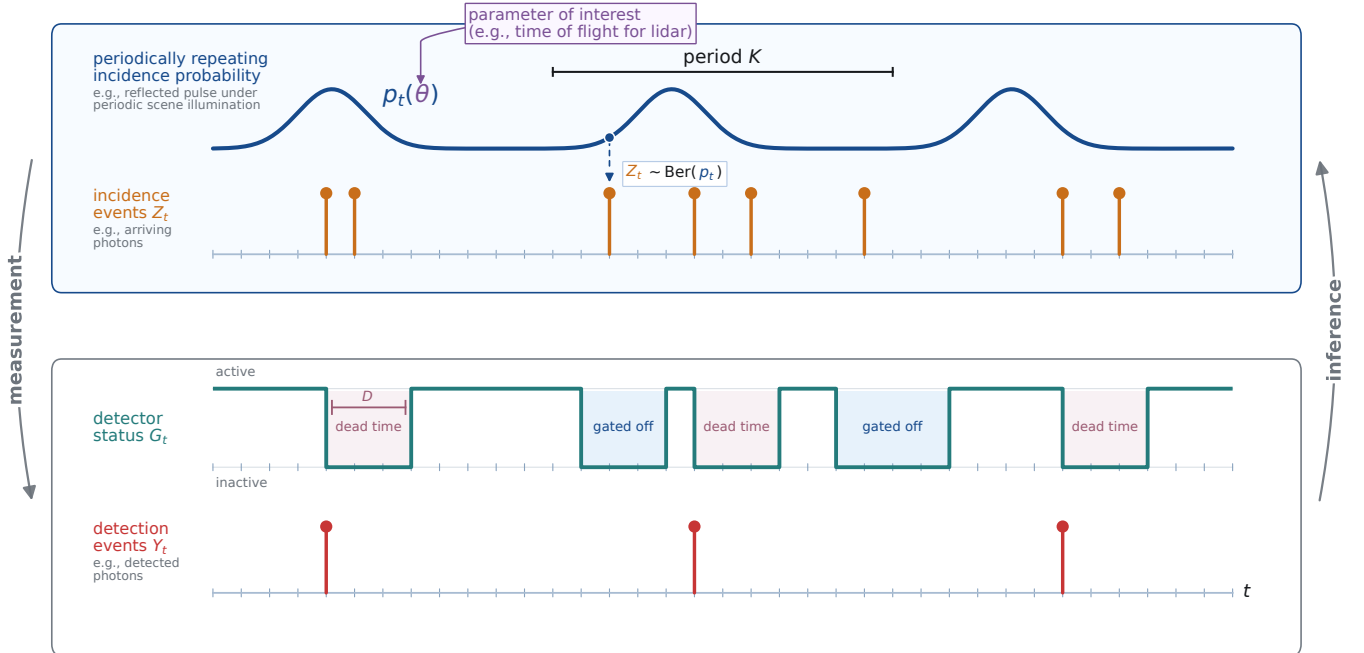 parameter of interest
(e.g., time of flight for lidar)
periodically repeating
incidence probability
e.g., reflected pulse under
periodic scene illumination
period K
pₜ(θ)
Zₜ ~ Ber( pₜ )
incidence
events Zₜ
e.g., arriving
photons
measurement
inference
active
D
dead time
gated off
dead time
gated off
dead time
detector
status Gₜ
inactive
detection
events Yₜ
e.g., detected
photons
t